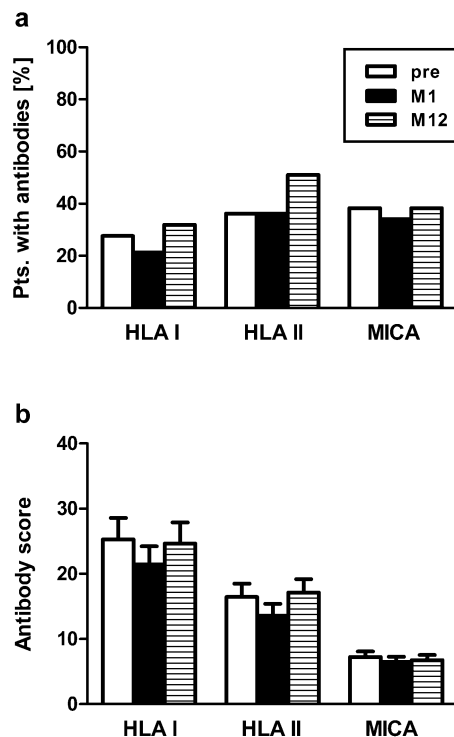 a
Pts. with antibodies [%]
100
80
60
40
20
0
pre
M1
M12
HLA I
HLA II
MICA
b
Antibody score
40
30
20
10
0
HLA I
HLA II
MICA